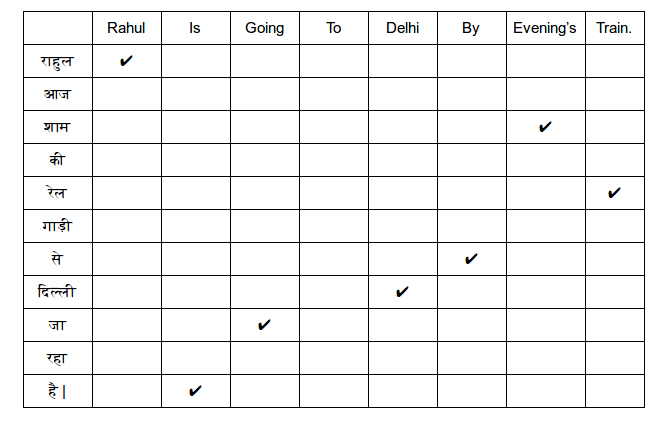 Rahul Is Going To Delhi By Evening's Train.
राहुल ✔
आज
शाम ✔
की
रेल ✔
गाड़ी
से ✔
दिल्ली ✔
जा ✔
रहा
है | ✔